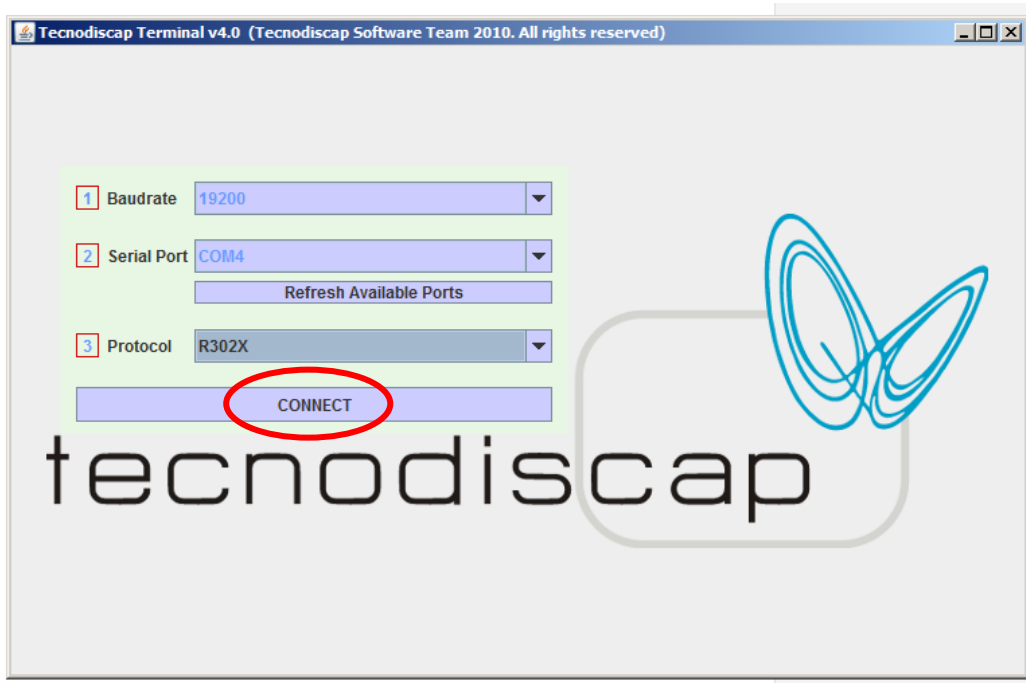 Tecnodiscap Terminal v4.0 (Tecnodiscap Software Team 2010. All rights reserved)
1 Baudrate 19200
2 Serial Port COM4
Refresh Available Ports
3 Protocol R302X
CONNECT
tecnodiscap